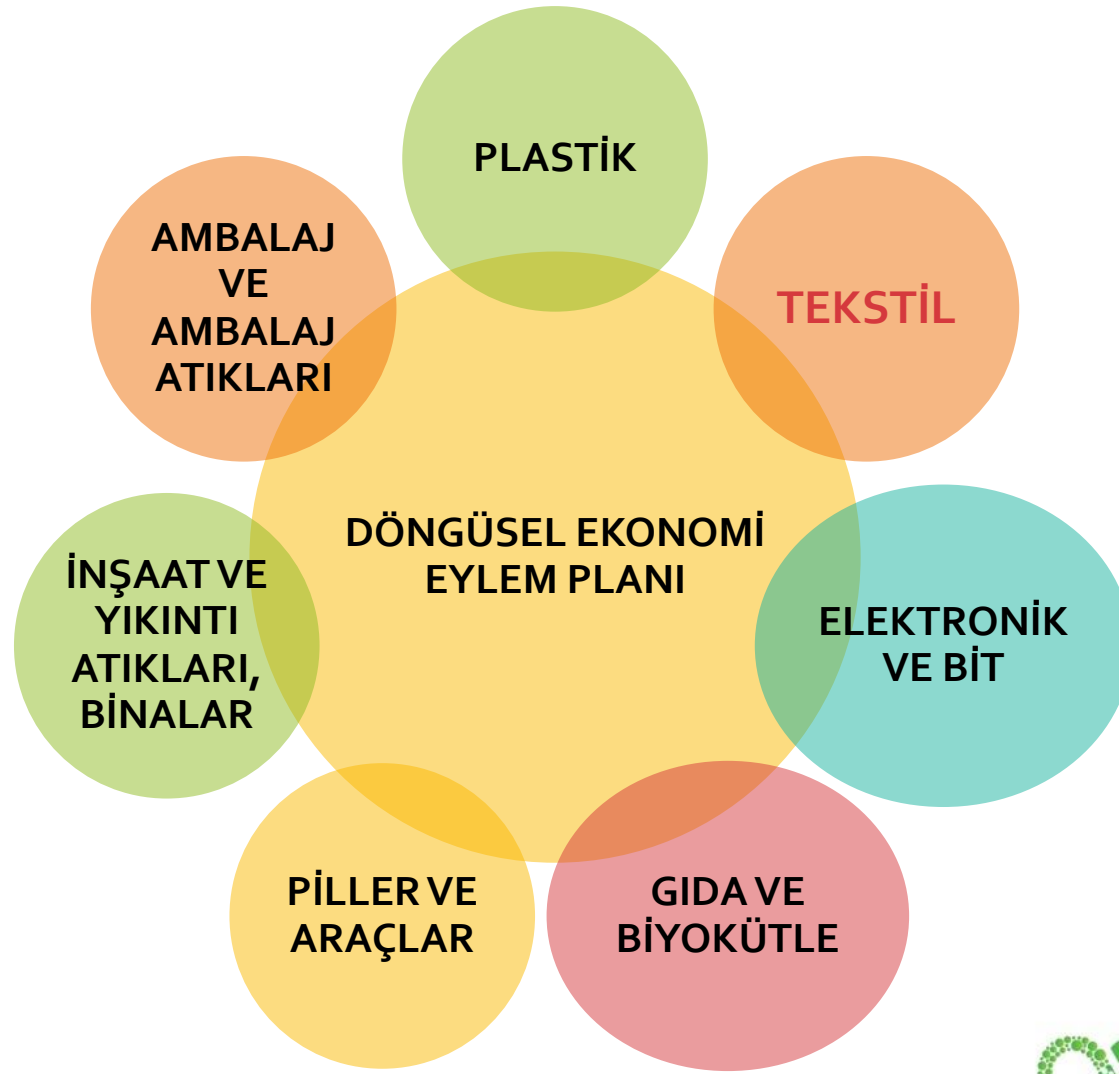 PLASTİK
AMBALAJ
VE
AMBALAJ
ATIKLARI
TEKSTİL
DÖNGÜSEL EKONOMİ
EYLEM PLANI
İNŞAAT VE
YIKINTI
ATIKLARI,
BİNALAR
ELEKTRONİK
VE BİT
PİLLER VE
ARAÇLAR
GIDA VE
BİYOKÜTLE